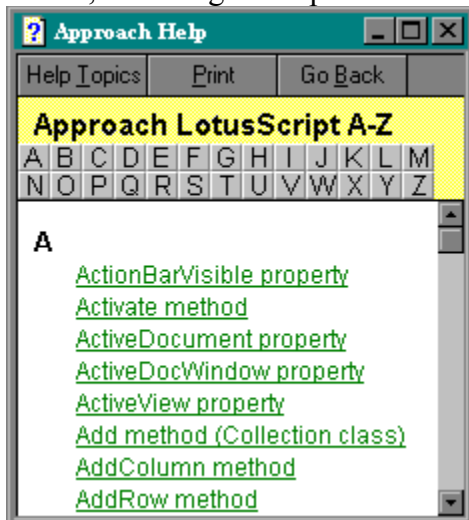 Approach Help
Help Topics Print Go Back
Approach LotusScript A-Z
A B C D E F G H I J K L M
N O P Q R S T U V W X Y Z
A
ActionBarVisible property
Activate method
ActiveDocument property
ActiveDocWindow property
ActiveView property
Add method (Collection class)
AddColumn method
AddRow method